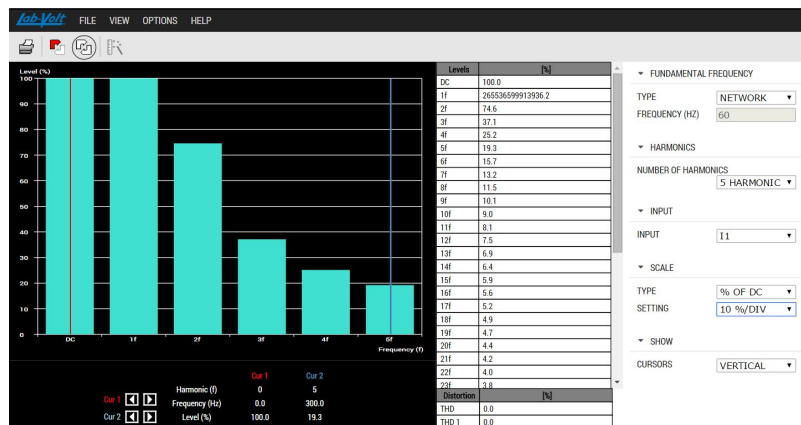 Lab-Volt FILE VIEW OPTIONS HELP
Level (%)
100
90
80
70
60
50
40
30
20
10
0
DC 1f 2f 3f 4f 5f
Frequency (f)
Cur 1 Cur 2
Harmonic (f) 0 5
Cur 1 Frequency (Hz) 0.0 300.0
Cur 2 Level (%) 100.0 19.3
Levels [%]
DC 100.0
1f 265536599913936.2
2f 74.6
3f 37.1
4f 25.2
5f 19.3
6f 15.7
7f 13.2
8f 11.5
9f 10.1
10f 9.0
11f 8.1
12f 7.5
13f 6.9
14f 6.4
15f 5.9
16f 5.6
17f 5.2
18f 4.9
19f 4.7
20f 4.4
21f 4.2
22f 4.0
23f 3.8
Distortion [%]
THD 0.0
THD 1 0.0
FUNDAMENTAL FREQUENCY
TYPE NETWORK
FREQUENCY (HZ) 60
HARMONICS
NUMBER OF HARMONICS
5 HARMONIC
INPUT
INPUT I1
SCALE
TYPE % OF DC
SETTING 10 %/DIV
SHOW
CURSORS VERTICAL